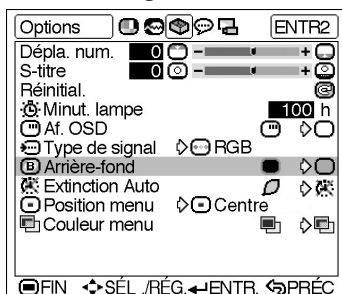 Options ENTR2
Dépla. num. 0 - +
S-titre 0 - +
Réinitial.
Minut. lampe 100 h
Af. OSD
Type de signal RGB
B Arrière-fond
Extinction Auto
Position menu Centre
Couleur menu
FIN SÉL./RÉG. ENTR. PRÉC